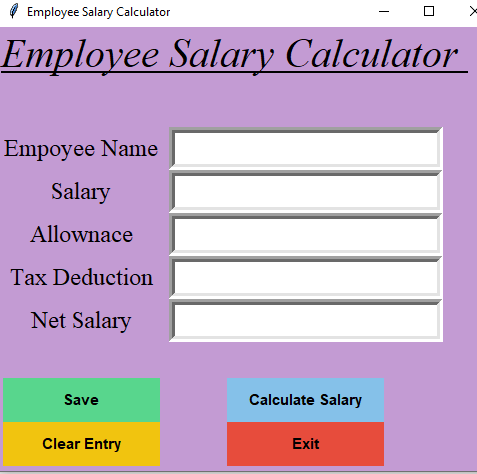 Employee Salary Calculator
Employee Salary Calculator
Empoyee Name
Salary
Allownace
Tax Deduction
Net Salary
Save
Calculate Salary
Clear Entry
Exit